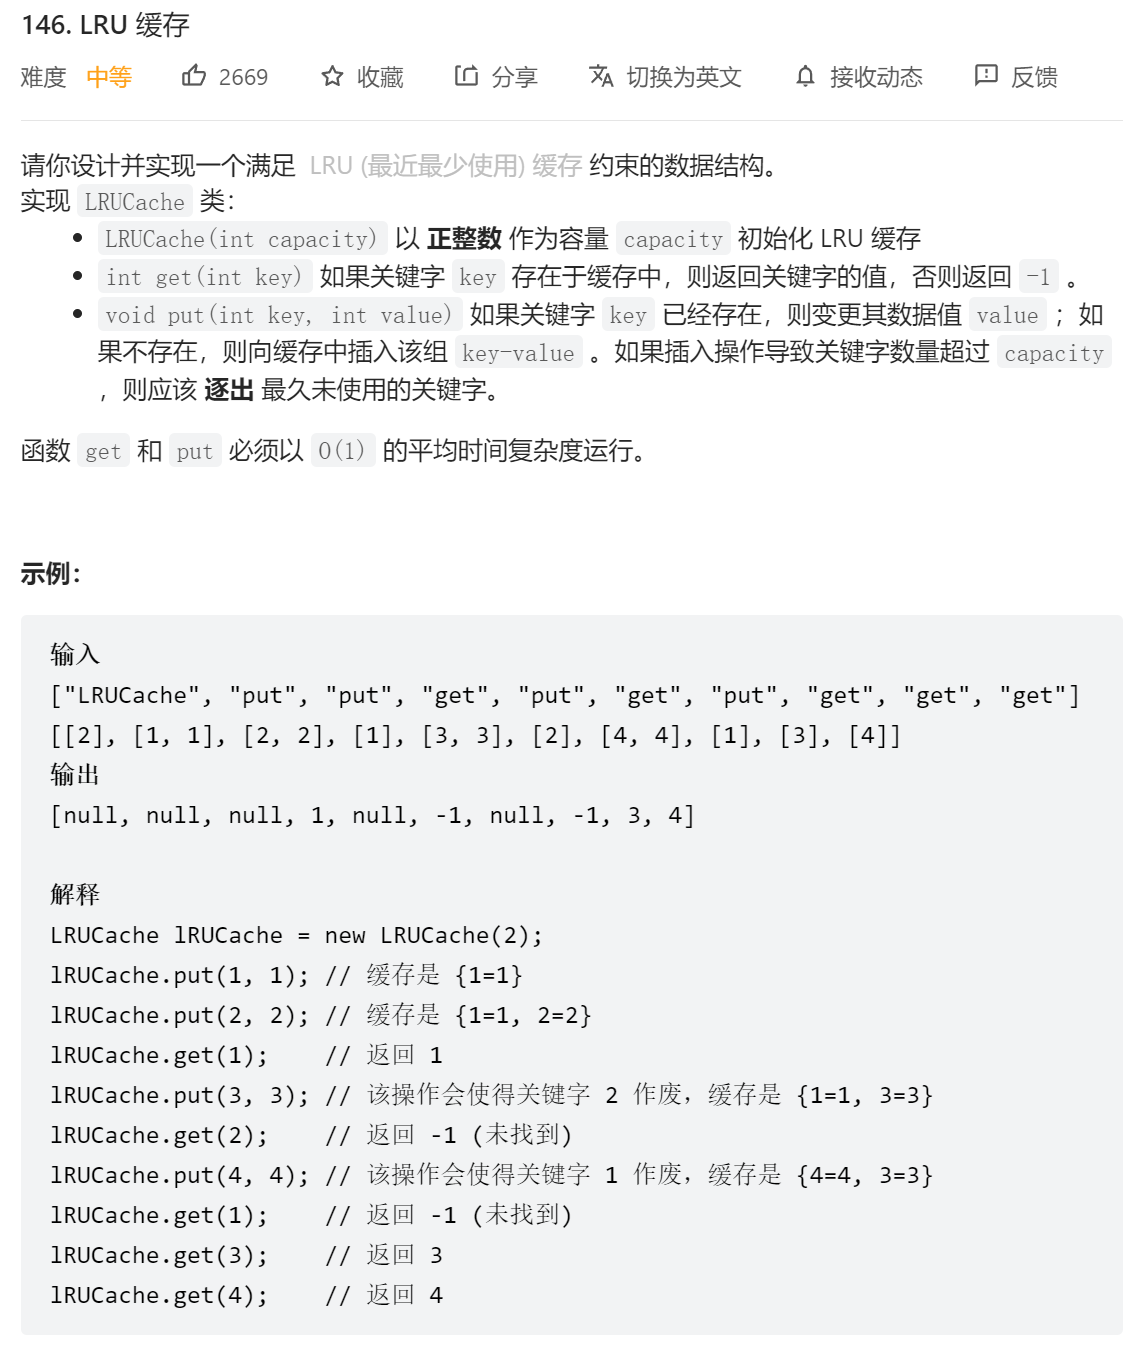 146. LRU 缓存
难度 中等 2669 收藏 分享 切换为英文 接收动态 反馈
请你设计并实现一个满足 LRU (最近最少使用) 缓存 约束的数据结构。
实现 LRUCache 类：
LRUCache(int capacity) 以 正整数 作为容量 capacity 初始化 LRU 缓存
int get(int key) 如果关键字 key 存在于缓存中，则返回关键字的值，否则返回 -1 。
void put(int key, int value) 如果关键字 key 已经存在，则变更其数据值 value ；如
果不存在，则向缓存中插入该组 key-value 。如果插入操作导致关键字数量超过 capacity
，则应该 逐出 最久未使用的关键字。
函数 get 和 put 必须以 O(1) 的平均时间复杂度运行。
示例：
输入
["LRUCache", "put", "put", "get", "put", "get", "put", "get", "get", "get"]
[[2], [1, 1], [2, 2], [1], [3, 3], [2], [4, 4], [1], [3], [4]]
输出
[null, null, null, 1, null, -1, null, -1, 3, 4]
解释
LRUCache lRUCache = new LRUCache(2);
lRUCache.put(1, 1); // 缓存是 {1=1}
lRUCache.put(2, 2); // 缓存是 {1=1, 2=2}
lRUCache.get(1);    // 返回 1
lRUCache.put(3, 3); // 该操作会使得关键字 2 作废，缓存是 {1=1, 3=3}
lRUCache.get(2);    // 返回 -1 (未找到)
lRUCache.put(4, 4); // 该操作会使得关键字 1 作废，缓存是 {4=4, 3=3}
lRUCache.get(1);    // 返回 -1 (未找到)
lRUCache.get(3);    // 返回 3
lRUCache.get(4);    // 返回 4